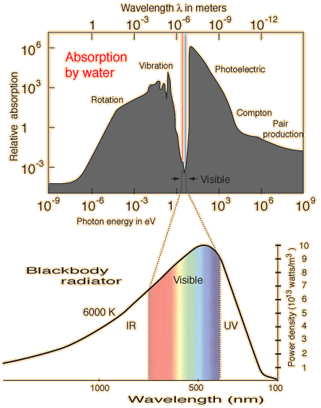 Wavelength λ in meters
1 10⁻³ 10⁻⁶ 10⁻⁹ 10⁻¹²
Absorption
by water
Vibration
Photoelectric
Rotation
Compton
Pair
production
Visible
Relative absorption
10⁶
10³
1
10⁻³
10⁻⁹ 10⁻⁶ 10⁻³ 1 10³ 10⁶ 10⁹
Photon energy in eV
Blackbody
radiator
6000 K
IR
Visible
UV
10
9
8
7
6
5
4
3
2
1
Power density (10¹³ watts/m³)
1000 500 100
Wavelength (nm)